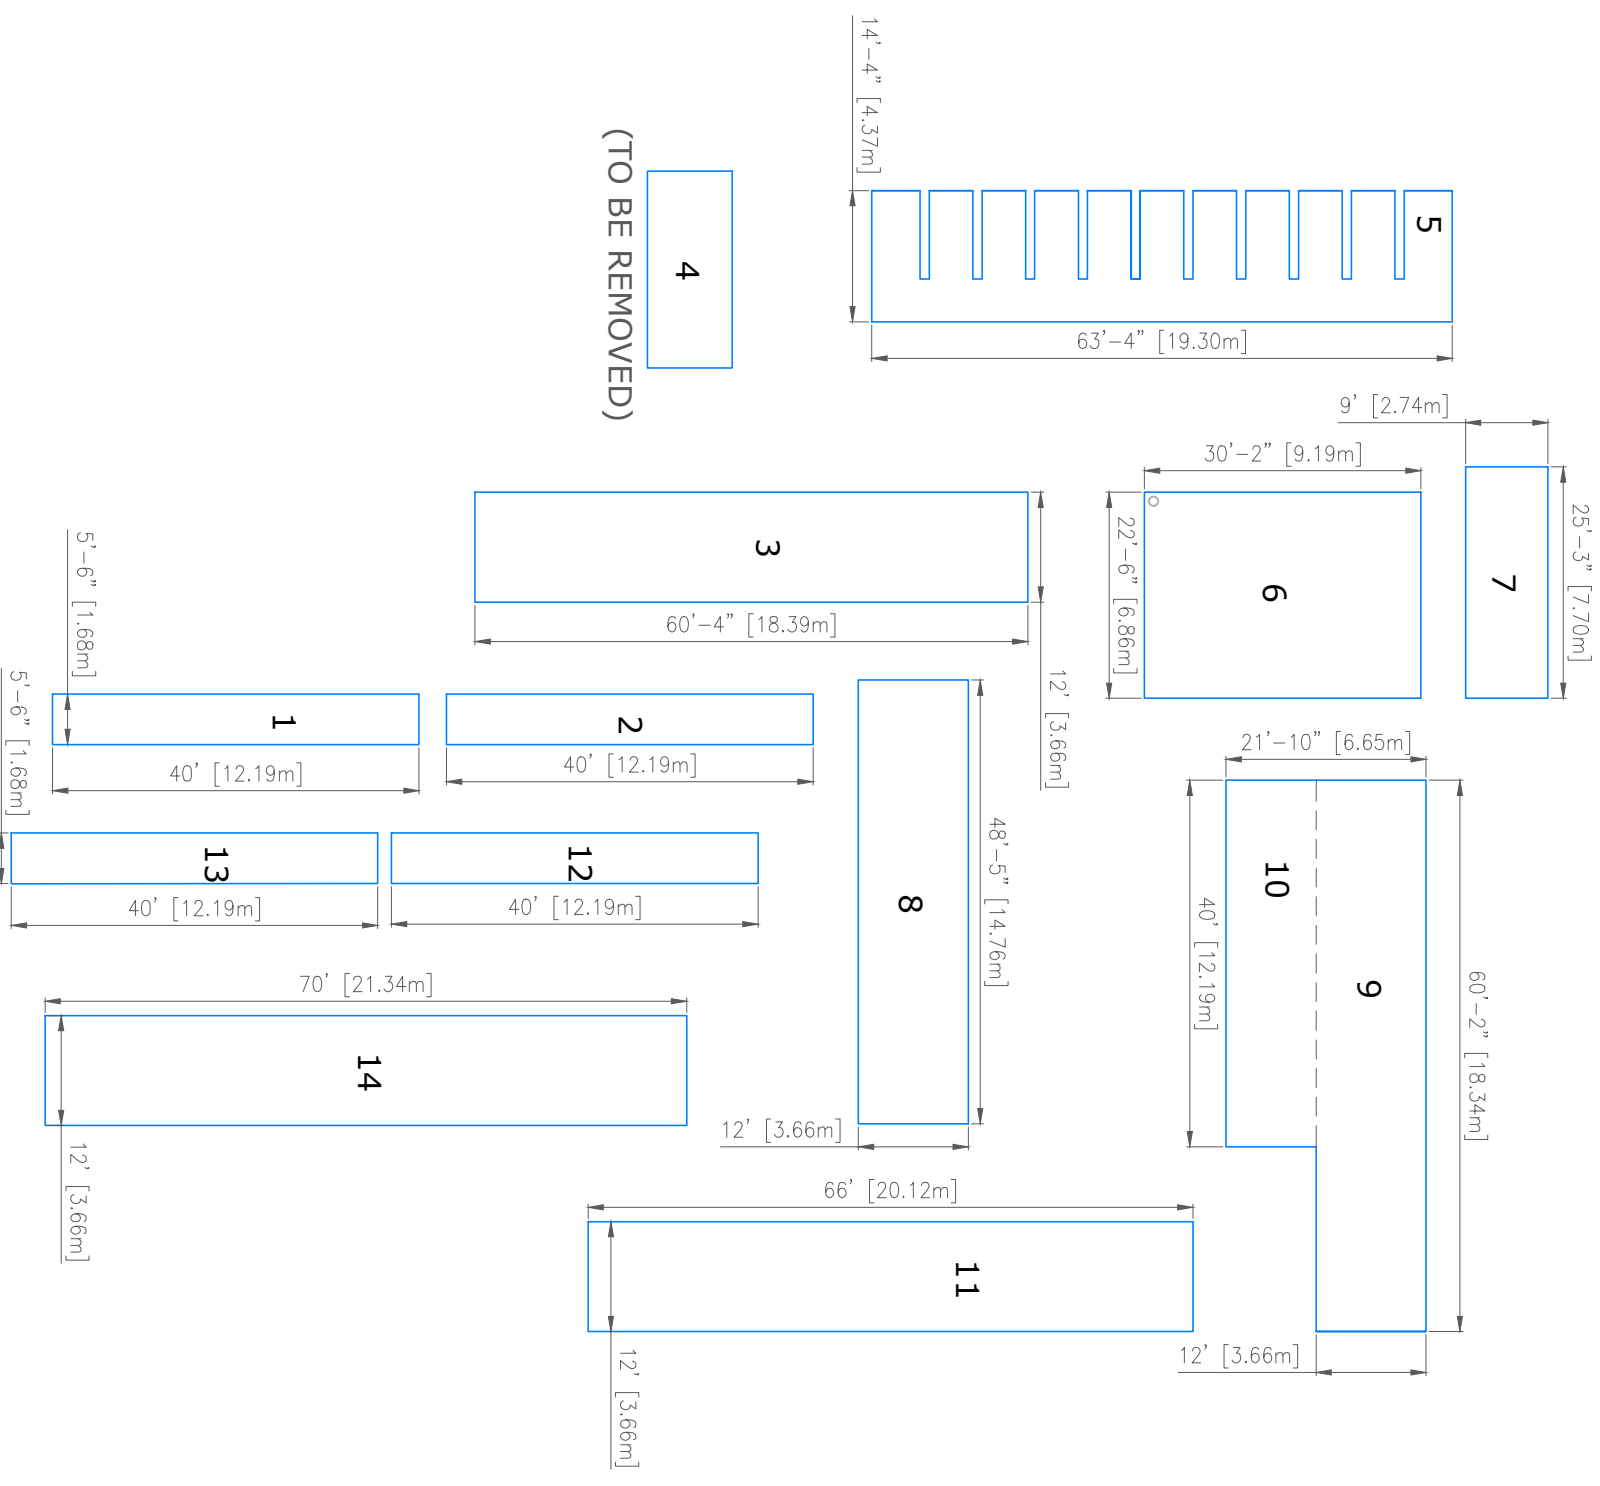 14'-4" [4.37m]
5
63'-4" [19.30m]
4
(TO BE REMOVED)
9' [2.74m]
25'-3" [7.70m]
7
30'-2" [9.19m]
22'-6" [6.86m]
6
3
60'-4" [18.39m]
12' [3.66m]
5'-6" [1.68m]
1
40' [12.19m]
2
40' [12.19m]
5'-6" [1.68m]
13
40' [12.19m]
12
40' [12.19m]
8
48'-5" [14.76m]
12' [3.66m]
21'-10" [6.65m]
10
40' [12.19m]
9
60'-2" [18.34m]
12' [3.66m]
70' [21.34m]
14
12' [3.66m]
66' [20.12m]
11
12' [3.66m]